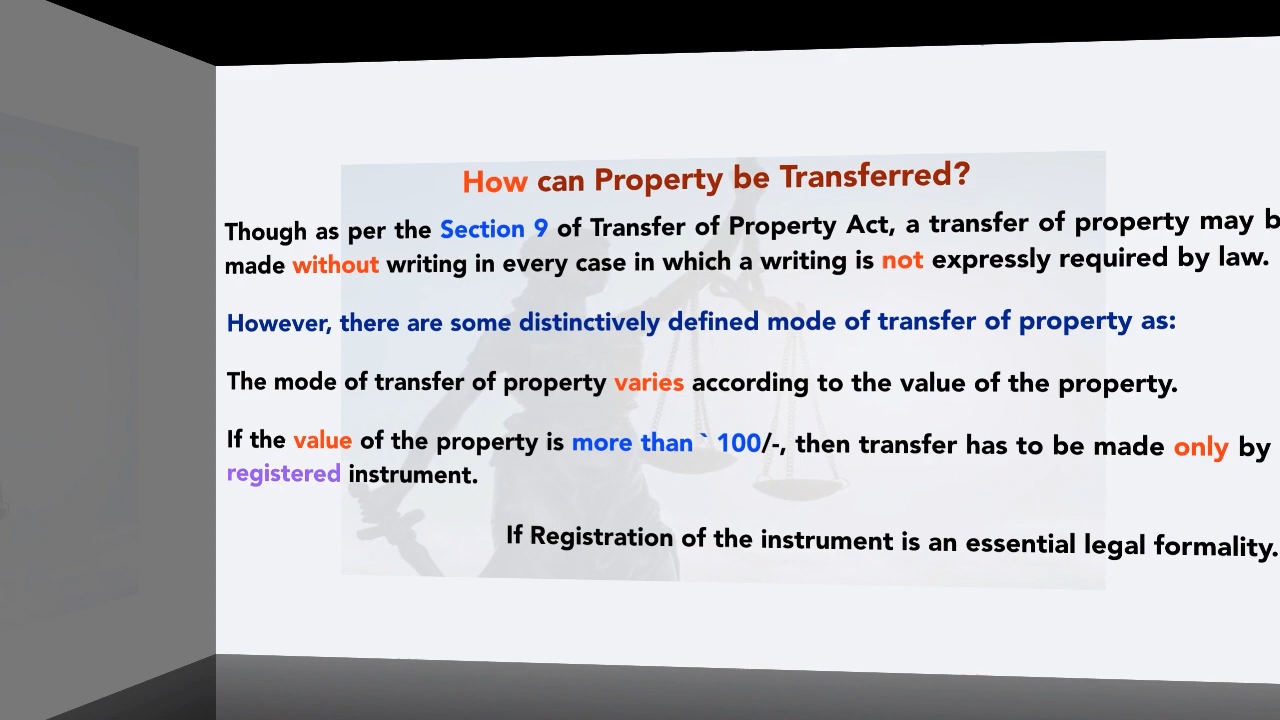 How can Property be Transferred?
Though as per the Section 9 of Transfer of Property Act, a transfer of property may
made without writing in every case in which a writing is not expressly required by law.
However, there are some distinctively defined mode of transfer of property as:
The mode of transfer of property varies according to the value of the property.
If the value of the property is more than ` 100/-, then transfer has to be made only by
registered instrument.
If Registration of the instrument is an essential legal formality.